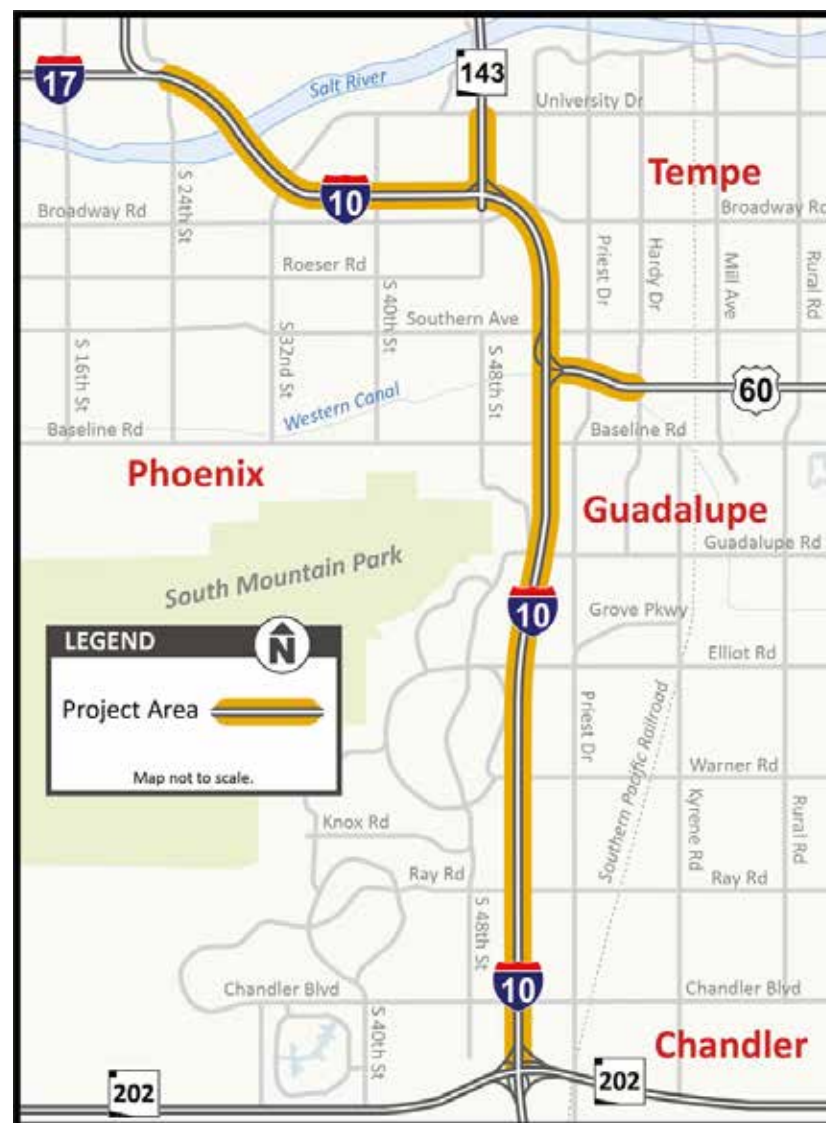 17
Salt River
143
University Dr
Tempe
S 24th St
10
Broadway Rd
Broadway Rd
Roeser Rd
Priest Dr
Hardy Dr
Mill Ave
Rural Rd
S 40th St
Southern Ave
S 16th St
S 32nd St
S 48th St
Western Canal
60
Baseline Rd
Baseline Rd
Phoenix
Guadalupe
Guadalupe Rd
South Mountain Park
10
Grove Pkwy
LEGEND
N
Elliot Rd
Project Area
Priest Dr
Southern Pacific Railroad
Map not to scale.
Warner Rd
Knox Rd
Kyrene Rd
Rural Rd
Ray Rd
Ray Rd
S 48th St
10
Chandler Blvd
Chandler Blvd
S 40th St
Chandler
202
202